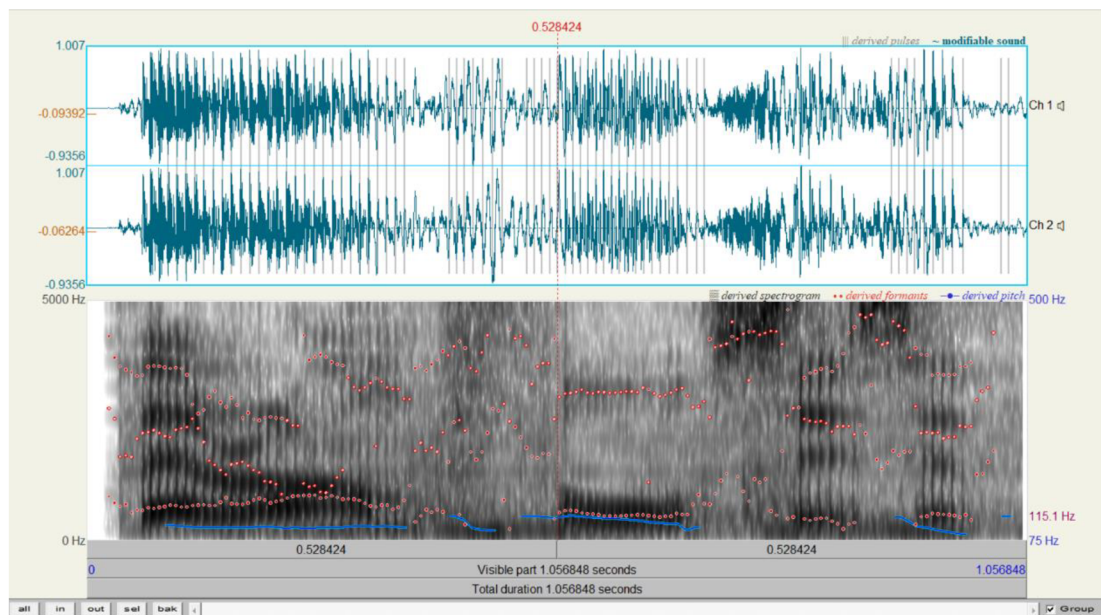 0.528424
derived pulses ~ modifiable sound
1.007
-0.09392
-0.9356
Ch 1
1.007
-0.06264
-0.9356
Ch 2
derived spectrogram •• derived formants derived pitch
5000 Hz
500 Hz
115.1 Hz
0 Hz
75 Hz
0.528424 0.528424
0 Visible part 1.056848 seconds 1.056848
Total duration 1.056848 seconds
all in out sel bak Group